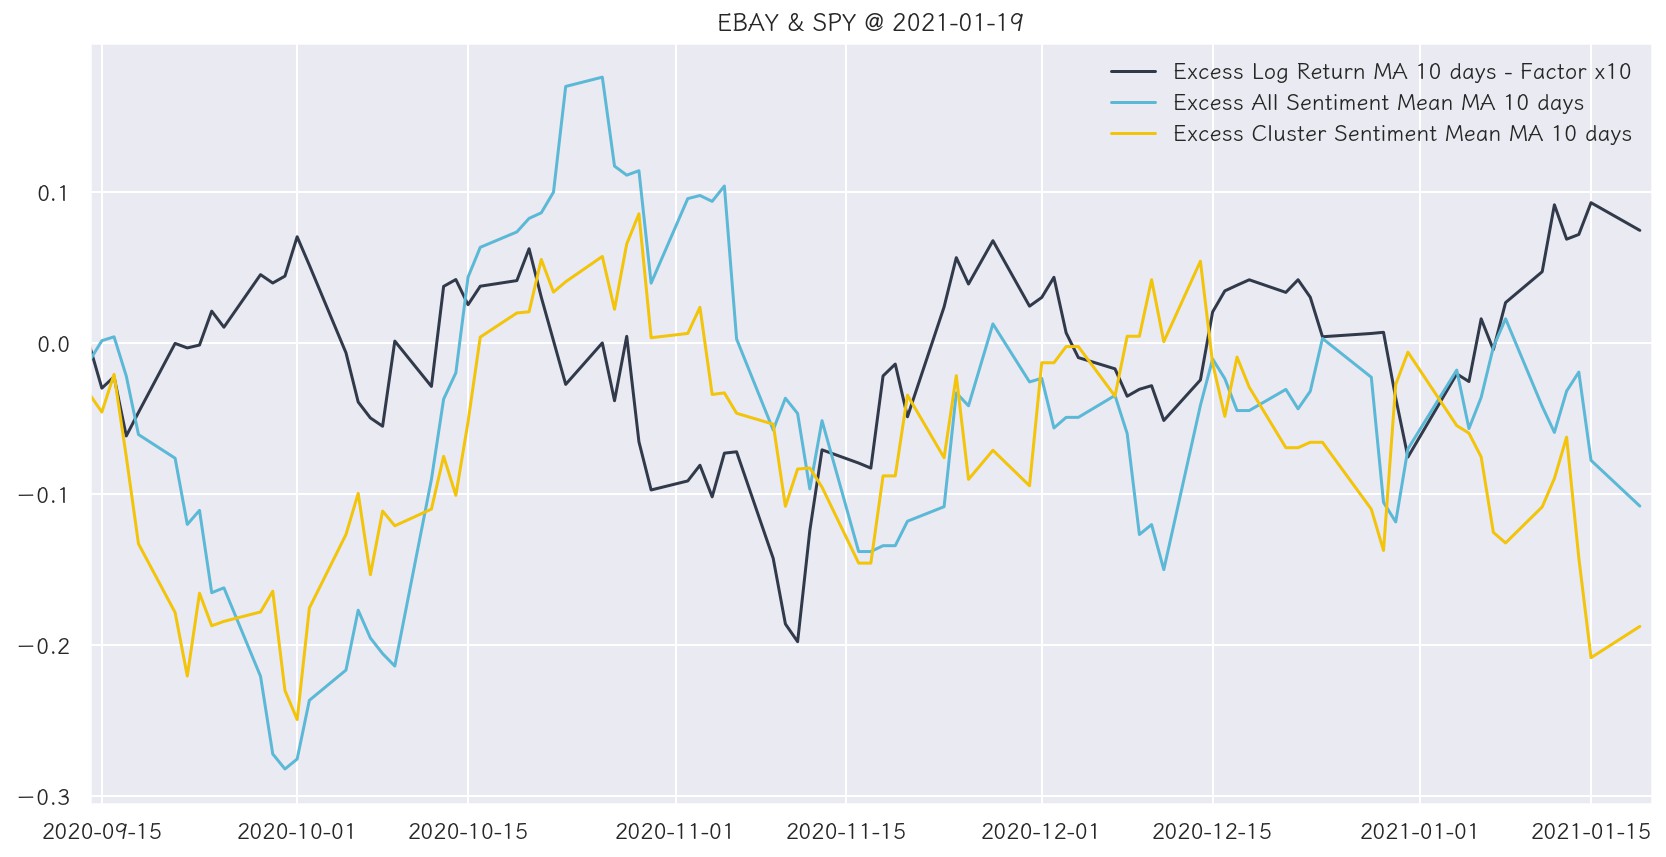 EBAY & SPY @ 2021-01-19
Excess Log Return MA 10 days - Factor x10
Excess All Sentiment Mean MA 10 days
Excess Cluster Sentiment Mean MA 10 days
0.1
0.0
−0.1
−0.2
−0.3
2020-09-15 2020-10-01 2020-10-15 2020-11-01 2020-11-15 2020-12-01 2020-12-15 2021-01-01 2021-01-15